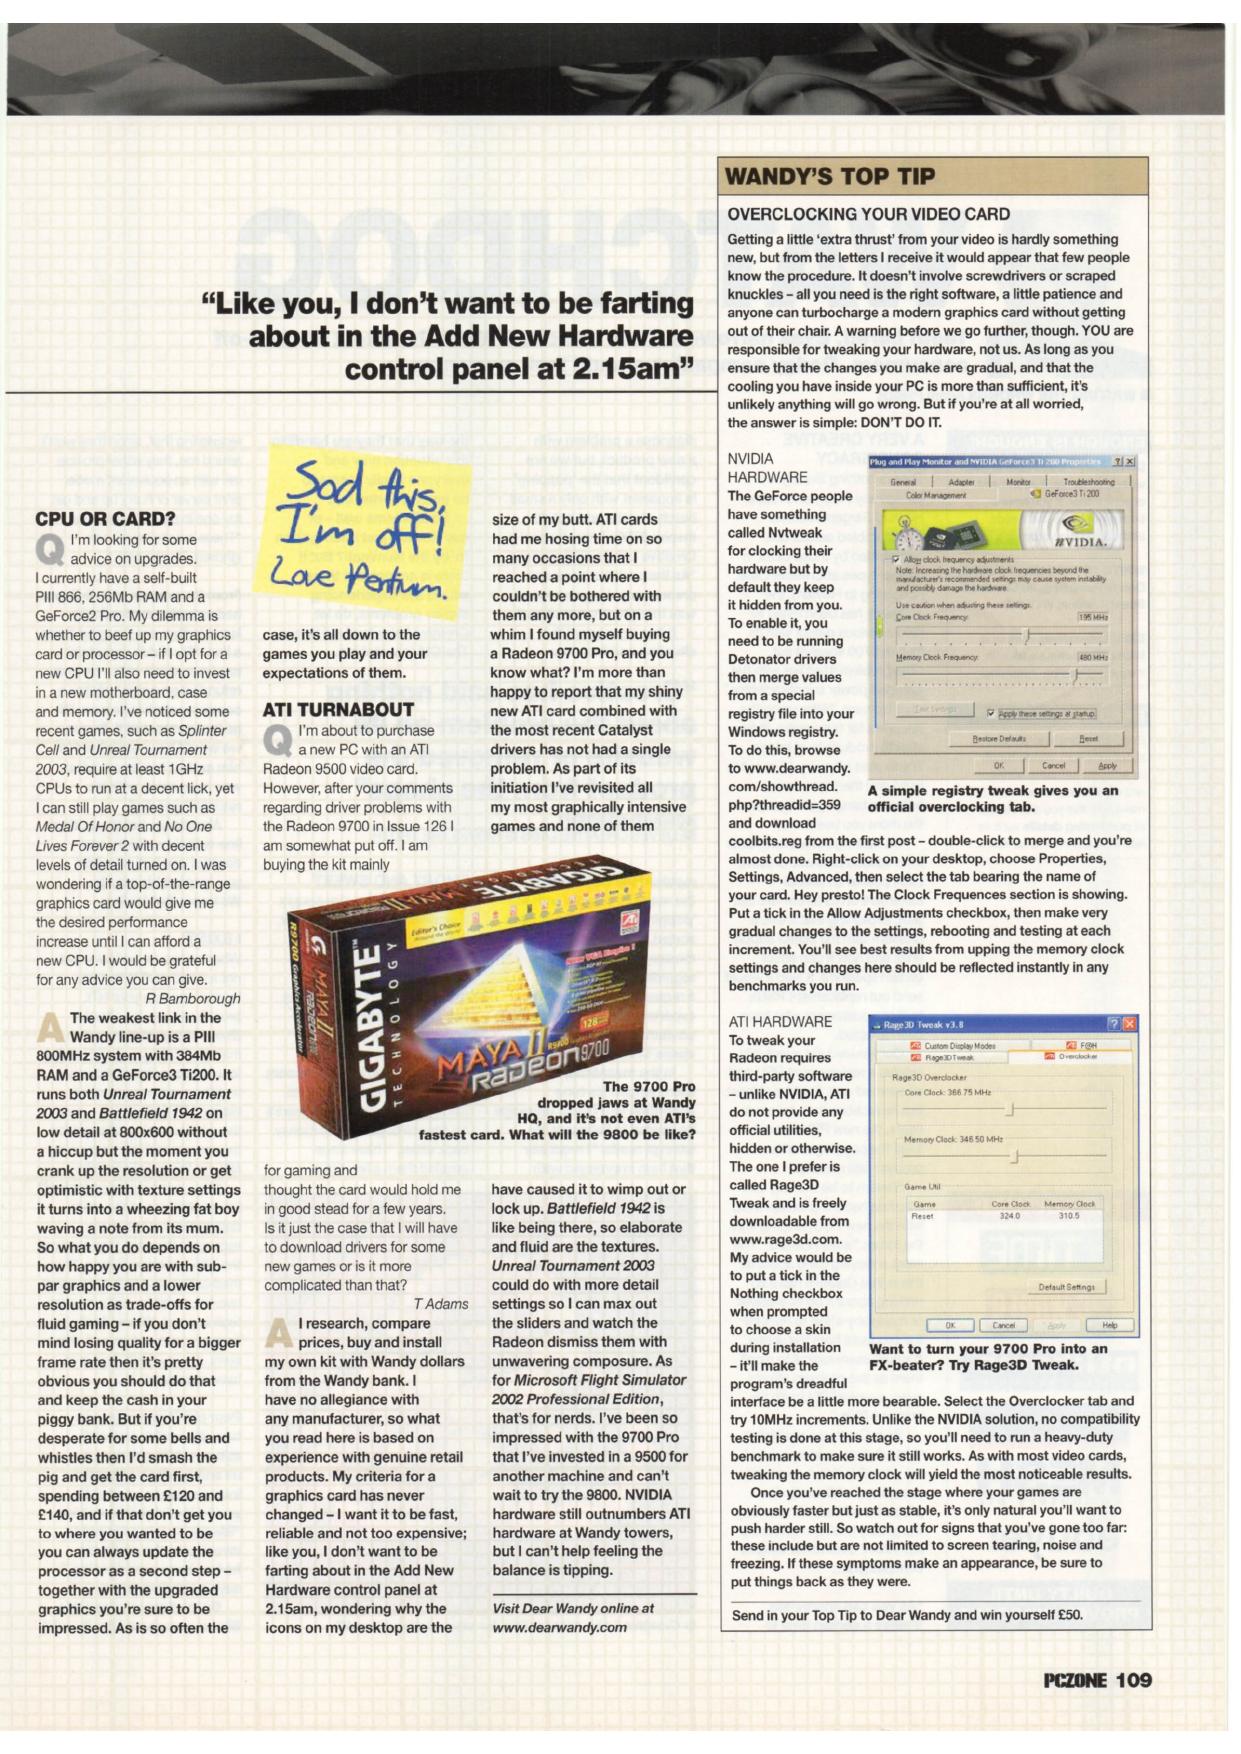 "Like you, I don't want to be farting
about in the Add New Hardware
control panel at 2.15am"
CPU OR CARD?
Q I'm looking for some
advice on upgrades.
I currently have a self-built
PIII 866, 256Mb RAM and a
GeForce2 Pro. My dilemma is
whether to beef up my graphics
card or processor – if I opt for a
new CPU I'll also need to invest
in a new motherboard, case
and memory. I've noticed some
recent games, such as Splinter
Cell and Unreal Tournament
2003, require at least 1GHz
CPUs to run at a decent lick, yet
I can still play games such as
Medal Of Honor and No One
Lives Forever 2 with decent
levels of detail turned on. I was
wondering if a top-of-the-range
graphics card would give me
the desired performance
increase until I can afford a
new CPU. I would be grateful
for any advice you can give.
R Bamborough
A The weakest link in the
Wandy line-up is a PIII
800MHz system with 384Mb
RAM and a GeForce3 Ti200. It
runs both Unreal Tournament
2003 and Battlefield 1942 on
low detail at 800x600 without
a hiccup but the moment you
crank up the resolution or get
optimistic with texture settings
it turns into a wheezing fat boy
waving a note from its mum.
So what you do depends on
how happy you are with sub-
par graphics and a lower
resolution as trade-offs for
fluid gaming – if you don't
mind losing quality for a bigger
frame rate then it's pretty
obvious you should do that
and keep the cash in your
piggy bank. But if you're
desperate for some bells and
whistles then I'd smash the
pig and get the card first,
spending between £120 and
£140, and if that don't get you
to where you wanted to be
you can always update the
processor as a second step –
together with the upgraded
graphics you're sure to be
impressed. As is so often the
Sod this,
I'm off!
Love Pentium.
case, it's all down to the
games you play and your
expectations of them.
ATI TURNABOUT
Q I'm about to purchase
a new PC with an ATI
Radeon 9500 video card.
However, after your comments
regarding driver problems with
the Radeon 9700 in Issue 126 I
am somewhat put off. I am
buying the kit mainly
for gaming and
thought the card would hold me
in good stead for a few years.
Is it just the case that I will have
to download drivers for some
new games or is it more
complicated than that?
T Adams
A I research, compare
prices, buy and install
my own kit with Wandy dollars
from the Wandy bank. I
have no allegiance with
any manufacturer, so what
you read here is based on
experience with genuine retail
products. My criteria for a
graphics card has never
changed – I want it to be fast,
reliable and not too expensive;
like you, I don't want to be
farting about in the Add New
Hardware control panel at
2.15am, wondering why the
icons on my desktop are the
size of my butt. ATI cards
had me hosing time on so
many occasions that I
reached a point where I
couldn't be bothered with
them any more, but on a
whim I found myself buying
a Radeon 9700 Pro, and you
know what? I'm more than
happy to report that my shiny
new ATI card combined with
the most recent Catalyst
drivers has not had a single
problem. As part of its
initiation I've revisited all
my most graphically intensive
games and none of them
GIGABYTE
TECHNOLOGY
GIGABYTE™
TECHNOLOGY
Editor's Choice
MAYA II
R9700 Graphics Accelerator
128
MAYA II R9700
RADEON 9700
The 9700 Pro
dropped jaws at Wandy
HQ, and it's not even ATI's
fastest card. What will the 9800 be like?
have caused it to wimp out or
lock up. Battlefield 1942 is
like being there, so elaborate
and fluid are the textures.
Unreal Tournament 2003
could do with more detail
settings so I can max out
the sliders and watch the
Radeon dismiss them with
unwavering composure. As
for Microsoft Flight Simulator
2002 Professional Edition,
that's for nerds. I've been so
impressed with the 9700 Pro
that I've invested in a 9500 for
another machine and can't
wait to try the 9800. NVIDIA
hardware still outnumbers ATI
hardware at Wandy towers,
but I can't help feeling the
balance is tipping.
Visit Dear Wandy online at
www.dearwandy.com
WANDY'S TOP TIP
OVERCLOCKING YOUR VIDEO CARD
Getting a little 'extra thrust' from your video is hardly something
new, but from the letters I receive it would appear that few people
know the procedure. It doesn't involve screwdrivers or scraped
knuckles – all you need is the right software, a little patience and
anyone can turbocharge a modern graphics card without getting
out of their chair. A warning before we go further, though. YOU are
responsible for tweaking your hardware, not us. As long as you
ensure that the changes you make are gradual, and that the
cooling you have inside your PC is more than sufficient, it's
unlikely anything will go wrong. But if you're at all worried,
the answer is simple: DON'T DO IT.
NVIDIA
HARDWARE
The GeForce people
have something
called Nvtweak
for clocking their
hardware but by
default they keep
it hidden from you.
To enable it, you
need to be running
Detonator drivers
then merge values
from a special
registry file into your
Windows registry.
To do this, browse
to www.dearwandy.
com/showthread.
php?threadid=359
and download
coolbits.reg from the first post – double-click to merge and you're
almost done. Right-click on your desktop, choose Properties,
Settings, Advanced, then select the tab bearing the name of
your card. Hey presto! The Clock Frequences section is showing.
Put a tick in the Allow Adjustments checkbox, then make very
gradual changes to the settings, rebooting and testing at each
increment. You'll see best results from upping the memory clock
settings and changes here should be reflected instantly in any
benchmarks you run.
Plug and Play Monitor and NVIDIA GeForce3 Ti 200 Properties
General Adapter Monitor Troubleshooting
Color Management GeForce3 Ti 200
NVIDIA.
Allow clock frequency adjustments
Note: Increasing the hardware clock frequencies beyond the
manufacturer's recommended settings may cause system instability
and possibly damage the hardware.
Use caution when adjusting these settings.
Core Clock Frequency: 195 MHz
Memory Clock Frequency: 480 MHz
Test Settings Apply these settings at startup
Restore Defaults Reset
OK Cancel Apply
A simple registry tweak gives you an
official overclocking tab.
ATI HARDWARE
To tweak your
Radeon requires
third-party software
– unlike NVIDIA, ATI
do not provide any
official utilities,
hidden or otherwise.
The one I prefer is
called Rage3D
Tweak and is freely
downloadable from
www.rage3d.com.
My advice would be
to put a tick in the
Nothing checkbox
when prompted
to choose a skin
during installation
– it'll make the
program's dreadful
interface be a little more bearable. Select the Overclocker tab and
try 10MHz increments. Unlike the NVIDIA solution, no compatibility
testing is done at this stage, so you'll need to run a heavy-duty
benchmark to make sure it still works. As with most video cards,
tweaking the memory clock will yield the most noticeable results.
Once you've reached the stage where your games are
obviously faster but just as stable, it's only natural you'll want to
push harder still. So watch out for signs that you've gone too far:
these include but are not limited to screen tearing, noise and
freezing. If these symptoms make an appearance, be sure to
put things back as they were.
Rage3D Tweak v3.8
Custom Display Modes F@H
Rage3D Tweak Overclocker
Rage3D Overclocker
Core Clock: 366.75 MHz
Memory Clock: 346.50 MHz
Game Util
Game Core Clock Memory Clock
Reset 324.0 310.5
Default Settings
OK Cancel Apply Help
Want to turn your 9700 Pro into an
FX-beater? Try Rage3D Tweak.
Send in your Top Tip to Dear Wandy and win yourself £50.
PCZONE 109